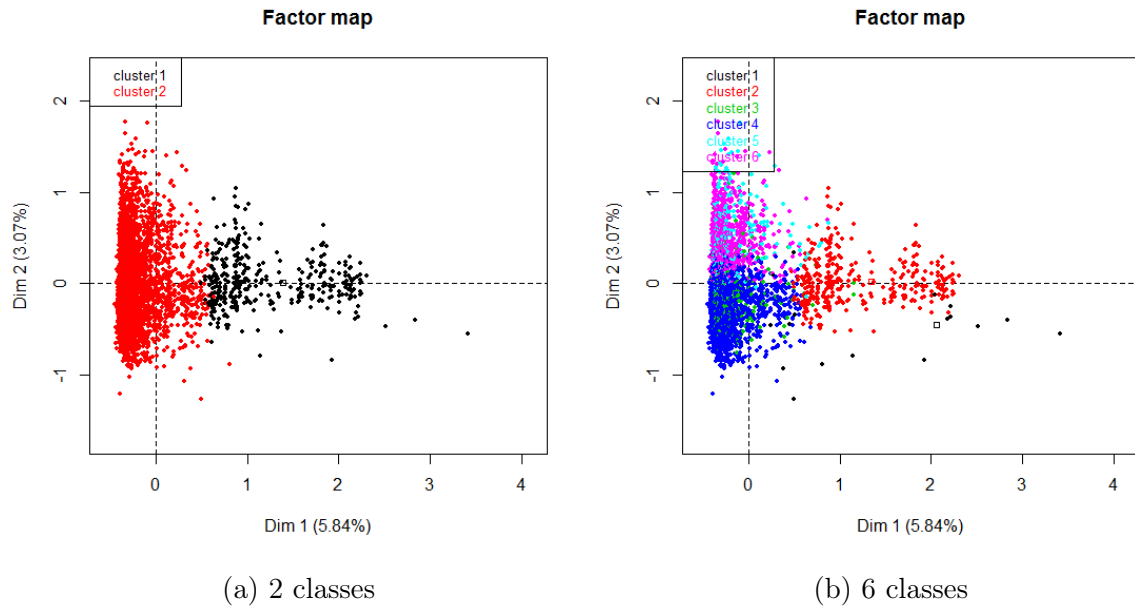 Factor map
cluster 1
cluster 2
2
1
0
-1
Dim 2 (3.07%)
0
1
2
3
4
Dim 1 (5.84%)
(a) 2 classes
Factor map
cluster 1
cluster 2
cluster 3
cluster 4
cluster 5
cluster 6
2
1
0
-1
Dim 2 (3.07%)
0
1
2
3
4
Dim 1 (5.84%)
(b) 6 classes